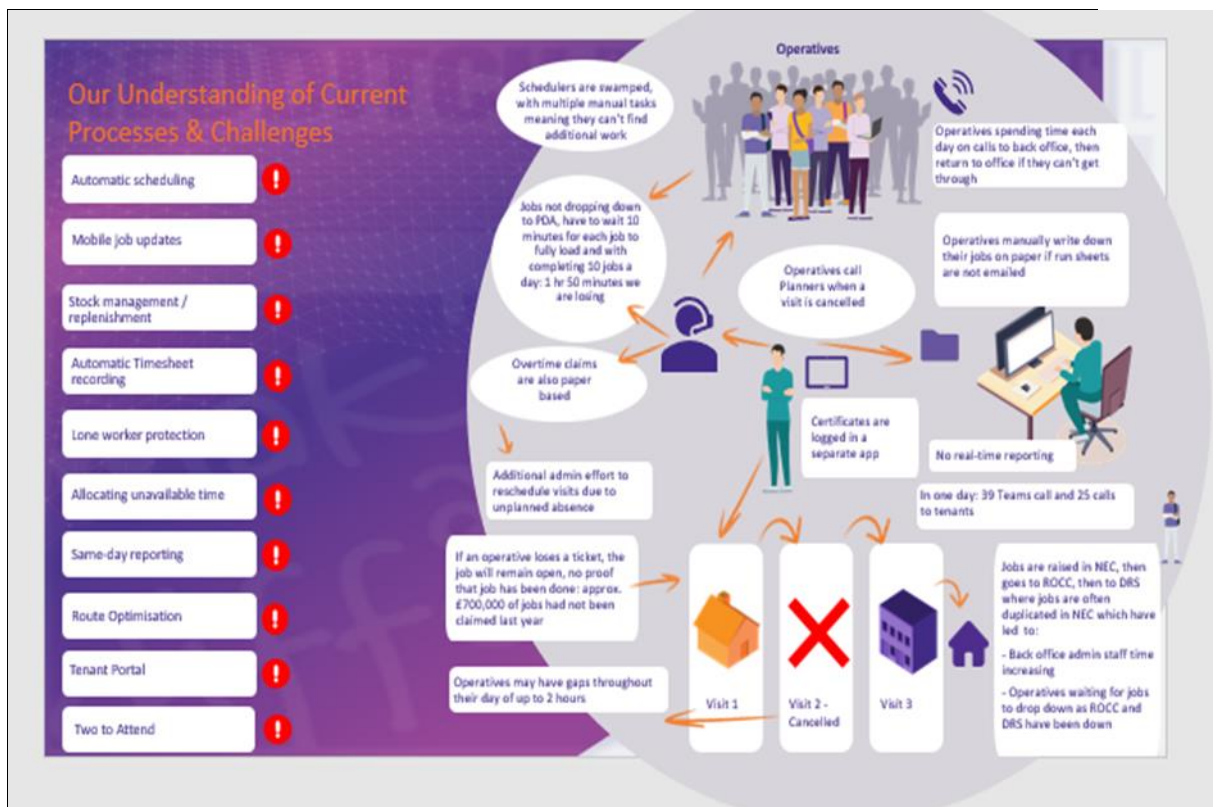 Our Understanding of Current
Processes & Challenges
Automatic scheduling
Mobile job updates
Stock management /
replenishment
Automatic Timesheet
recording
Lone worker protection
Allocating unavailable time
Same-day reporting
Route Optimisation
Tenant Portal
Two to Attend
Operatives
Schedulers are swamped,
with multiple manual tasks
meaning they can't find
additional work
Operatives spending time each
day on calls to back office, then
return to office if they can't get
through
Jobs not dropping down
to PDA, have to wait 10
minutes for each job to
fully load and with
completing 10 jobs a
day: 1 hr 50 minutes we
are losing
Operatives call
Planners when a
visit is cancelled
Operatives manually write down
their jobs on paper if run sheets
are not emailed
Overtime claims
are also paper
based
Certificates are
logged in a
separate app
No real-time reporting
Additional admin effort to
reschedule visits due to
unplanned absence
In one day: 39 Teams call and 25 calls
to tenants
If an operative loses a ticket, the
job will remain open, no proof
that job has been done: approx.
£700,000 of jobs had not been
claimed last year
Operatives may have gaps throughout
their day of up to 2 hours
Visit 1
Visit 2 -
Cancelled
Visit 3
Jobs are raised in NEC, then
goes to ROCC, then to DRS
where jobs are often
duplicated in NEC which have
led to:
- Back office admin staff time
increasing
- Operatives waiting for jobs
to drop down as ROCC and
DRS have been down